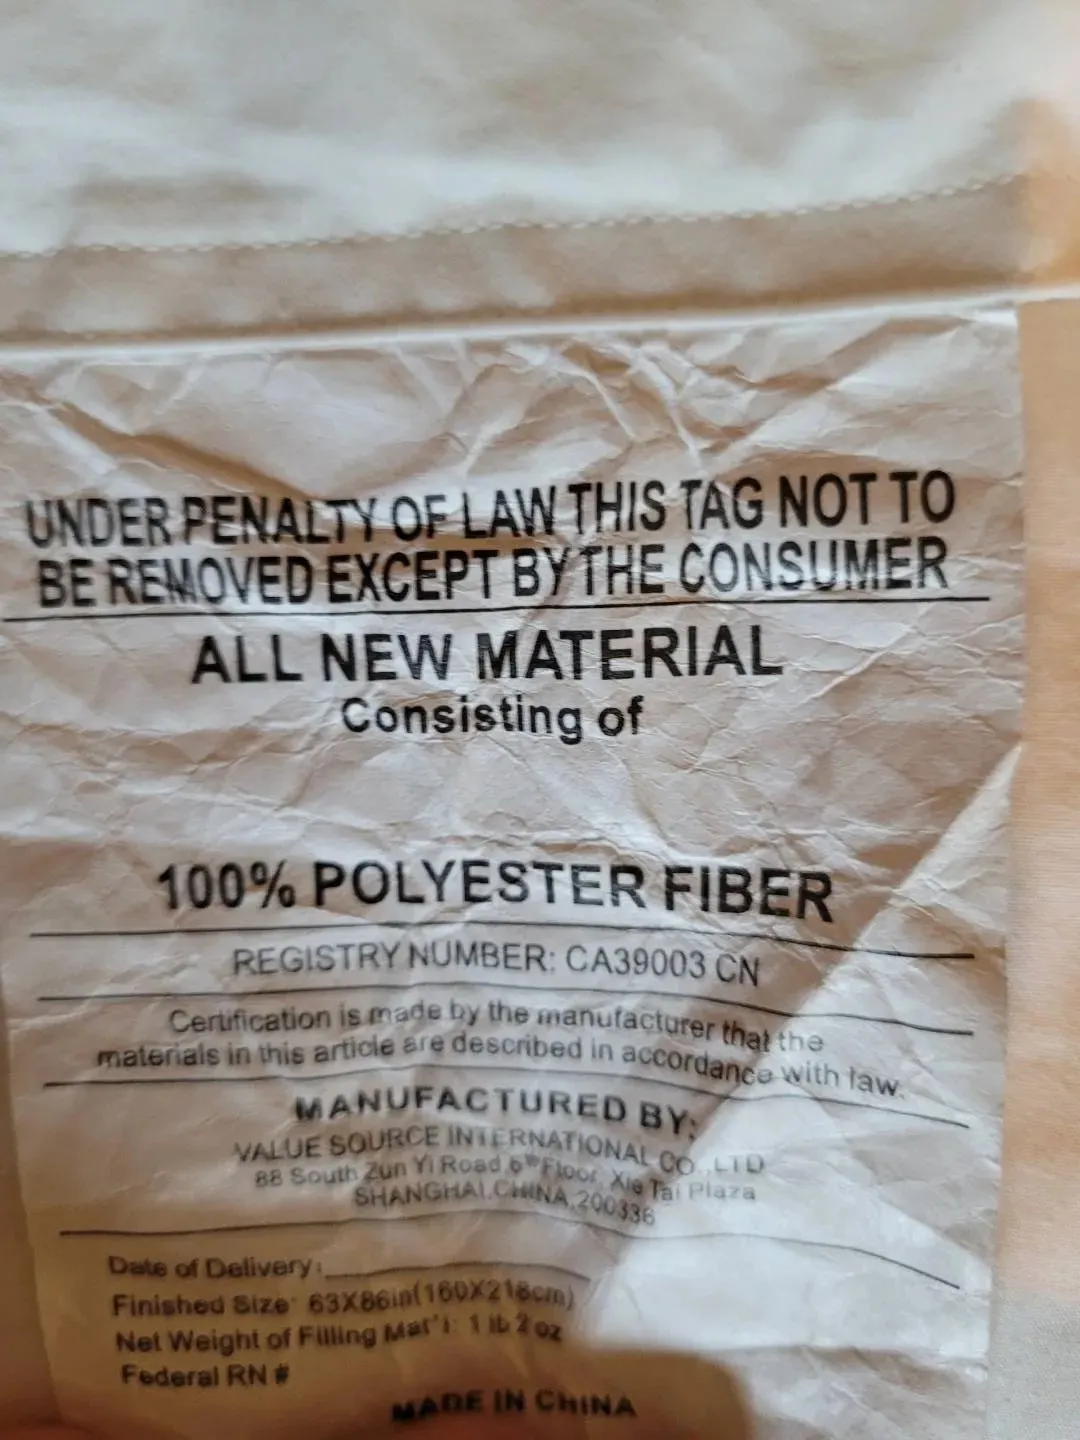 UNDER PENALTY OF LAW THIS TAG NOT TO
BE REMOVED EXCEPT BY THE CONSUMER
ALL NEW MATERIAL
Consisting of
100% POLYESTER FIBER
REGISTRY NUMBER: CA39003 CN
Certification is made by the manufacturer that the
materials in this article are described in accordance with law.
MANUFACTURED BY:
VALUE SOURCE INTERNATIONAL CO.,LTD
88 South Zun Yi Road,6th Floor, Xie Tai Plaza
SHANGHAI,CHINA,200336
Date of Delivery:
Finished Size: 63X86in(160X218cm)
Net Weight of Filling Mat'l: 1 lb 2 oz
Federal RN #
MADE IN CHINA